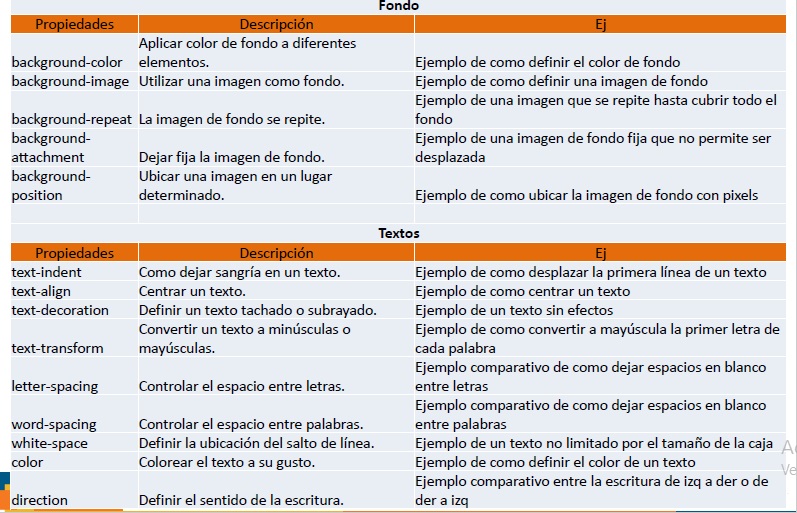 Fondo
Propiedades Descripción Ej
background-color Aplicar color de fondo a diferentes elementos. Ejemplo de como definir el color de fondo
background-image Utilizar una imagen como fondo. Ejemplo de como definir una imagen de fondo
background-repeat La imagen de fondo se repite. Ejemplo de una imagen que se repite hasta cubrir todo el fondo
background-attachment Dejar fija la imagen de fondo. Ejemplo de una imagen de fondo fija que no permite ser desplazada
background-position Ubicar una imagen en un lugar determinado. Ejemplo de como ubicar la imagen de fondo con pixels
Textos
Propiedades Descripción Ej
text-indent Como dejar sangría en un texto. Ejemplo de como desplazar la primera línea de un texto
text-align Centrar un texto. Ejemplo de como centrar un texto
text-decoration Definir un texto tachado o subrayado. Ejemplo de un texto sin efectos
text-transform Convertir un texto a minúsculas o mayúsculas. Ejemplo de como convertir a mayúscula la primer letra de cada palabra
letter-spacing Controlar el espacio entre letras. Ejemplo comparativo de como dejar espacios en blanco entre letras
word-spacing Controlar el espacio entre palabras. Ejemplo comparativo de como dejar espacios en blanco entre palabras
white-space Definir la ubicación del salto de línea. Ejemplo de un texto no limitado por el tamaño de la caja
color Colorear el texto a su gusto. Ejemplo de como definir el color de un texto
direction Definir el sentido de la escritura. Ejemplo comparativo entre la escritura de izq a der o de der a izq